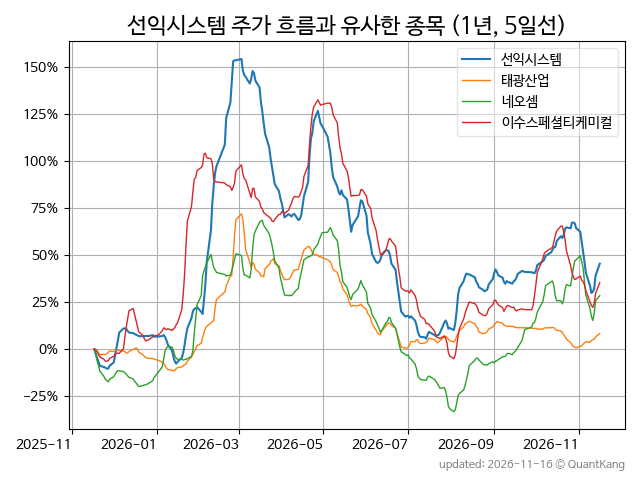 선익시스템 주가 흐름과 유사한 종목 (1년, 5일선)
선익시스템
태광산업
네오셈
이수스페셜티케미컬
150%
125%
100%
75%
50%
25%
0%
−25%
2025-11
2026-01
2026-03
2026-05
2026-07
2026-09
2026-11
updated: 2026-11-16 © QuantKang